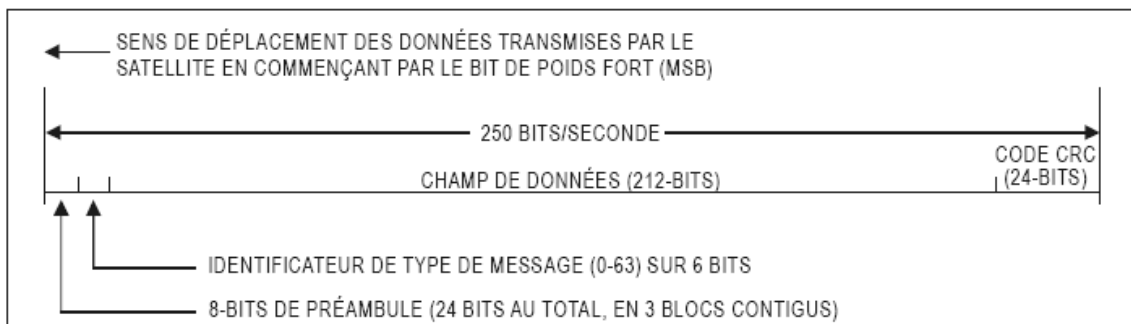 SENS DE DÉPLACEMENT DES DONNÉES TRANSMISES PAR LE
SATELLITE EN COMMENÇANT PAR LE BIT DE POIDS FORT (MSB)
250 BITS/SECONDE
CODE CRC
CHAMP DE DONNÉES (212-BITS)
(24-BITS)
IDENTIFICATEUR DE TYPE DE MESSAGE (0-63) SUR 6 BITS
8-BITS DE PRÉAMBULE (24 BITS AU TOTAL, EN 3 BLOCS CONTIGUS)